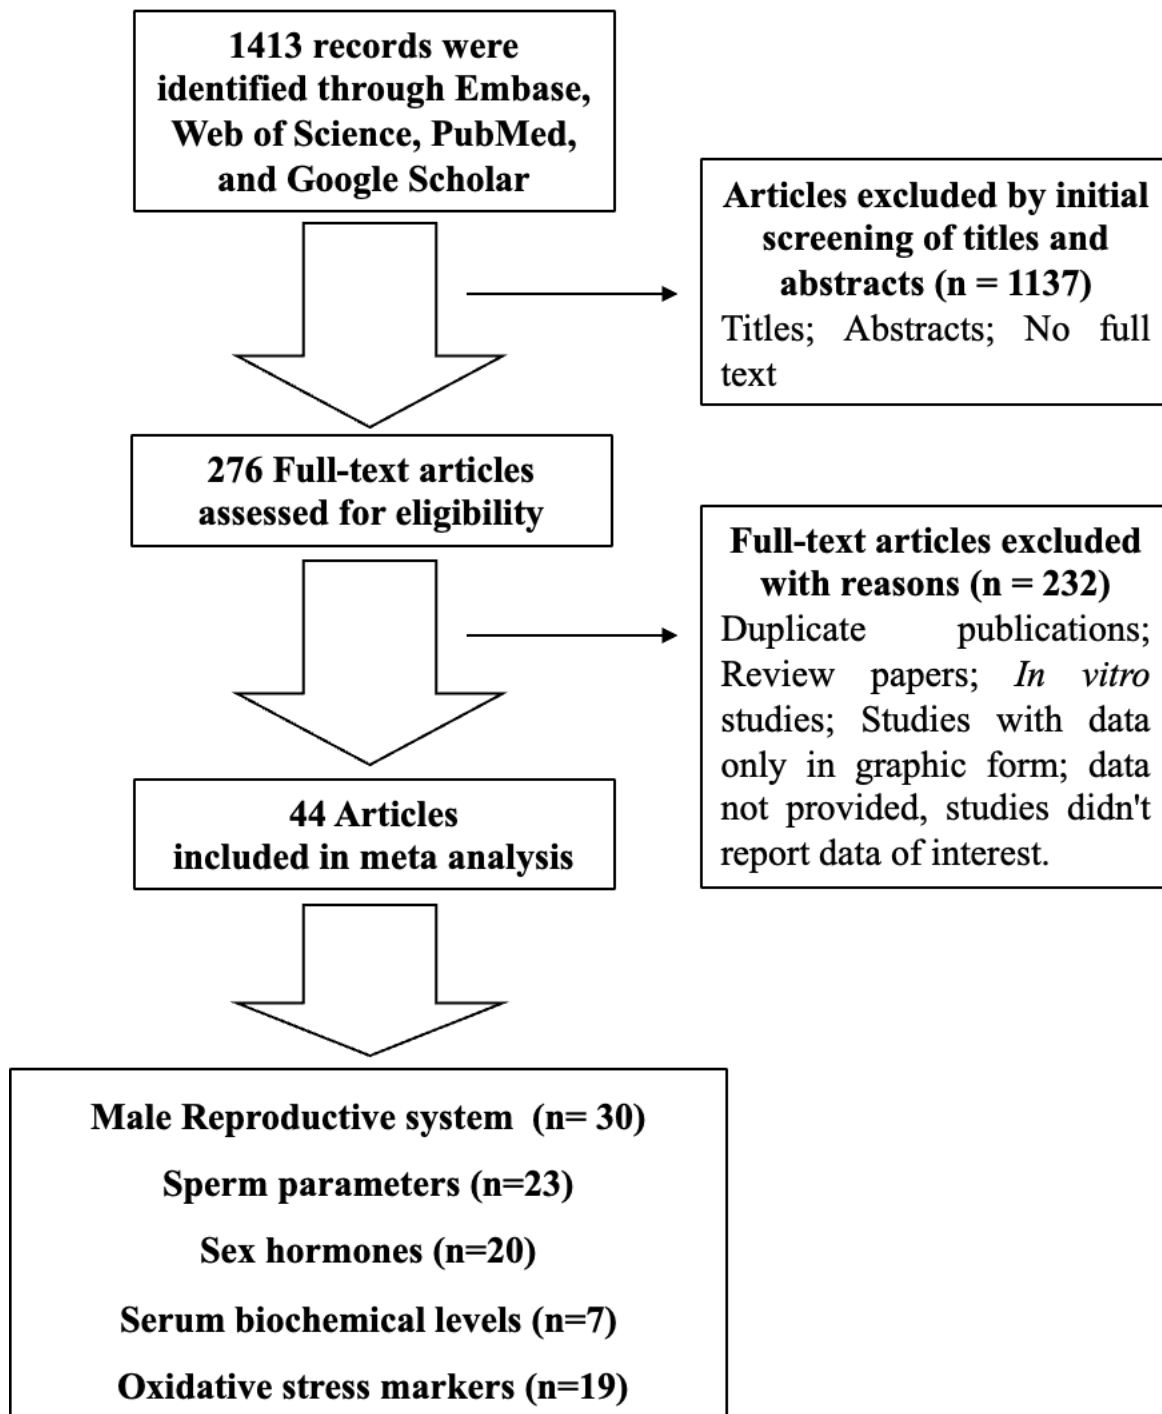 1413 records were
identified through Embase,
Web of Science, PubMed,
and Google Scholar
Articles excluded by initial
screening of titles and
abstracts (n = 1137)
Titles; Abstracts; No full
text
276 Full-text articles
assessed for eligibility
Full-text articles excluded
with reasons (n = 232)
Duplicate publications;
Review papers; In vitro
studies; Studies with data
only in graphic form; data
not provided, studies didn't
report data of interest.
44 Articles
included in meta analysis
Male Reproductive system (n= 30)
Sperm parameters (n=23)
Sex hormones (n=20)
Serum biochemical levels (n=7)
Oxidative stress markers (n=19)